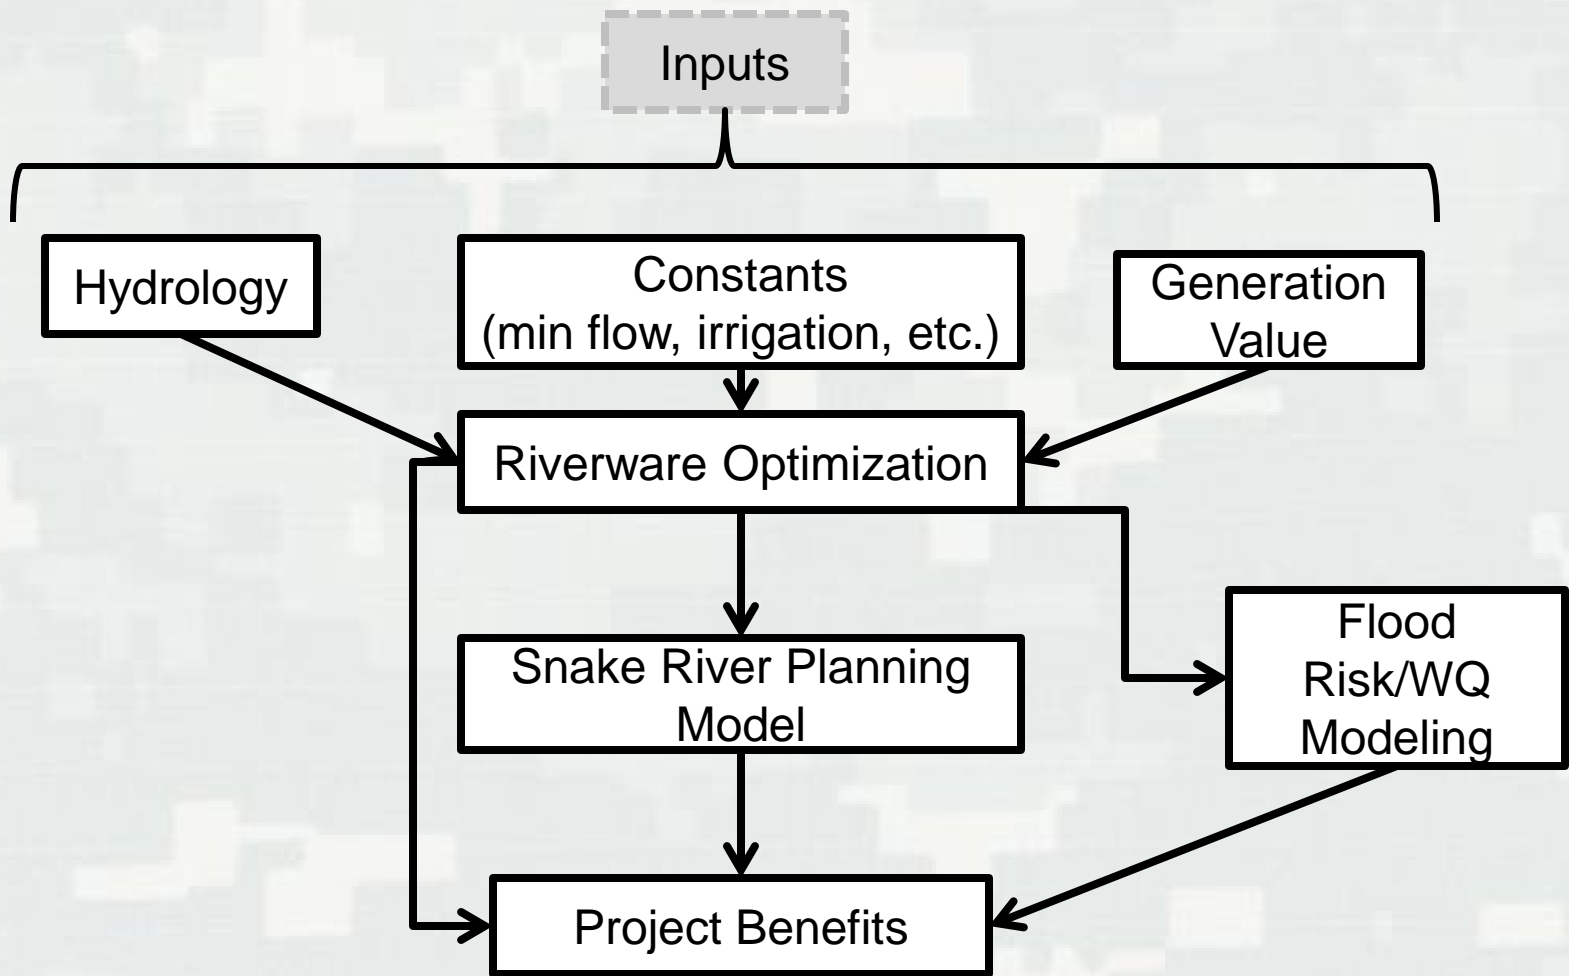 Inputs
Hydrology
Constants
(min flow, irrigation, etc.)
Generation
Value
Riverware Optimization
Snake River Planning
Model
Flood
Risk/WQ
Modeling
Project Benefits